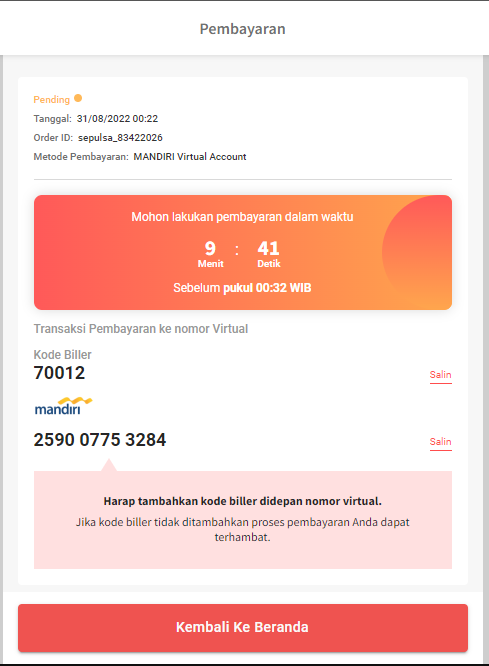 Pembayaran
Pending
Tanggal: 31/08/2022 00:22
Order ID: sepulsa_83422026
Metode Pembayaran: MANDIRI Virtual Account
Mohon lakukan pembayaran dalam waktu
9 : 41
Menit Detik
Sebelum pukul 00:32 WIB
Transaksi Pembayaran ke nomor Virtual
Kode Biller
70012 Salin
mandırı
2590 0775 3284 Salin
Harap tambahkan kode biller didepan nomor virtual.
Jika kode biller tidak ditambahkan proses pembayaran Anda dapat
terhambat.
Kembali Ke Beranda